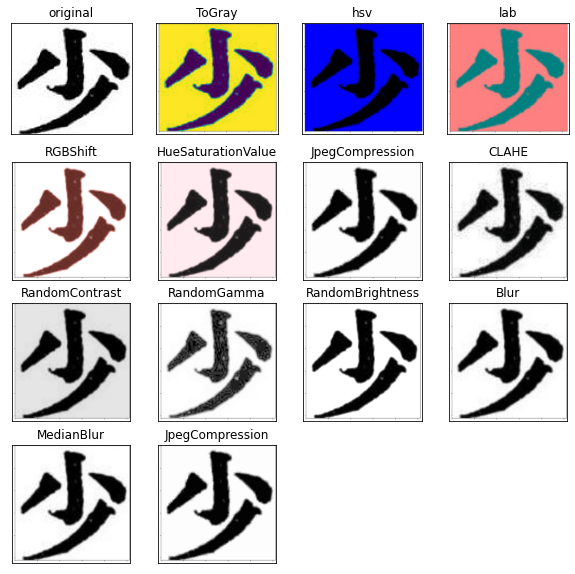 original ToGray hsv lab
少 少 少 少
RGBShift HueSaturationValue JpegCompression CLAHE
少 少 少 少
RandomContrast RandomGamma RandomBrightness Blur
少 少 少 少
MedianBlur JpegCompression
少 少